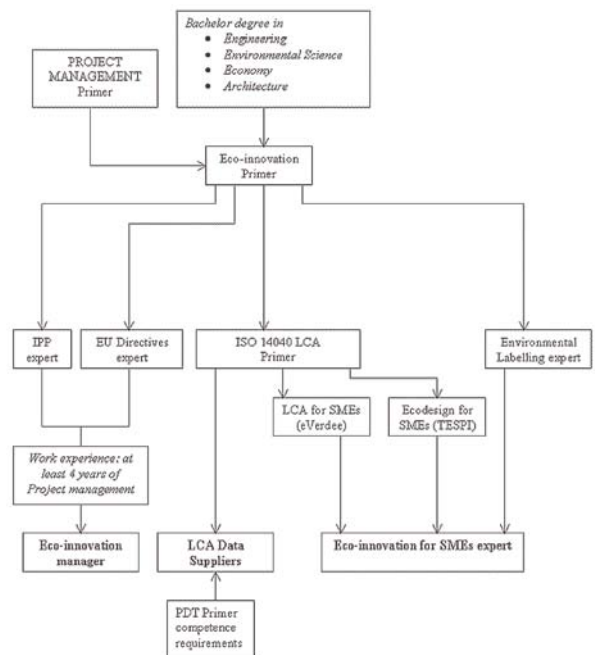 Bachelor degree in
• Engineering
• Environmental Science
• Economy
• Architecture
PROJECT
MANAGEMENT
Primer
Eco-innovation
Primer
IPP
expert
EU Directives
expert
ISO 14040 LCA
Primer
Environmental
Labelling expert
LCA for SMEs
(eVerdee)
Ecodesign for
SMEs (TESPI)
Work experience: at
least 4 years of
Project management
Eco-innovation
manager
LCA Data
Suppliers
Eco-innovation for SMEs expert
PDT Primer
competence
requirements